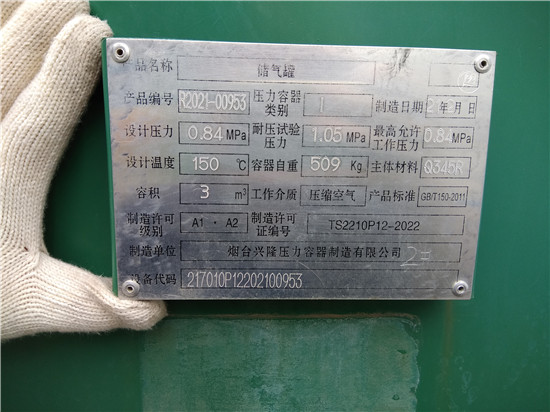 产品名称 储气罐
产品编号 R2021-00953 压力容器类别 I 制造日期 2 年 2 月 日
设计压力 0.84 MPa 耐压试验压力 1.05 MPa 最高允许工作压力 0.84 MPa
设计温度 150 ℃ 容器自重 509 Kg 主体材料 Q345R
容积 3 m³ 工作介质 压缩空气 产品标准 GB/T150-2011
制造许可级别 A1·A2 制造许可证编号 TS2210P12-2022
制造单位 烟台兴隆压力容器制造有限公司
设备代码 217010P12202100953